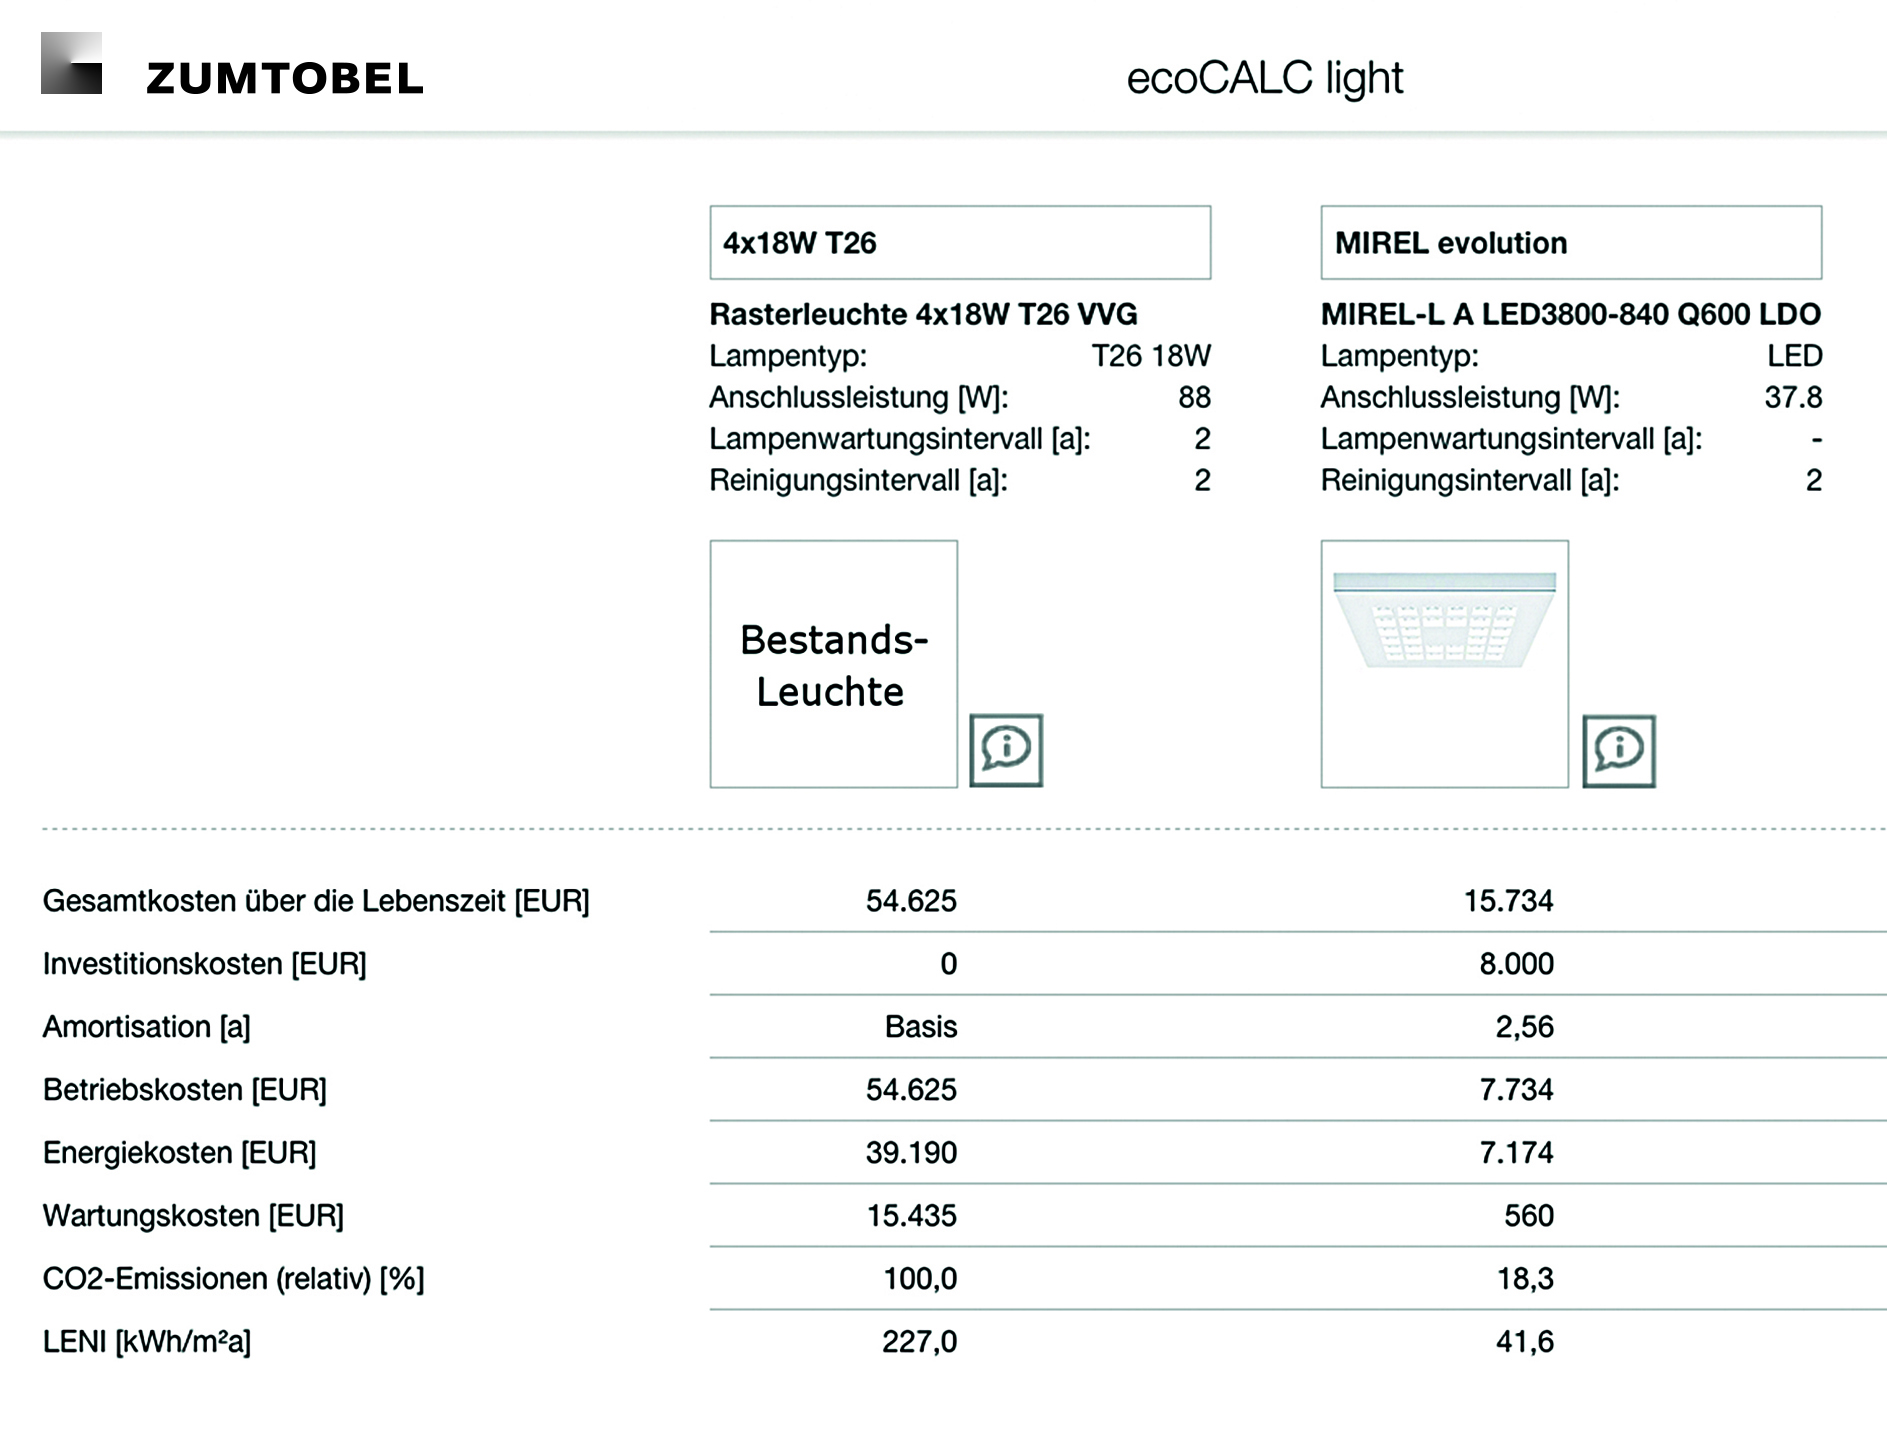 ZUMTOBEL
ecoCALC light
4x18W T26
MIREL evolution
Rasterleuchte 4x18W T26 VVG
Lampentyp: T26 18W
Anschlussleistung [W]: 88
Lampenwartungsintervall [a]: 2
Reinigungsintervall [a]: 2
MIREL-L A LED3800-840 Q600 LDO
Lampentyp: LED
Anschlussleistung [W]: 37.8
Lampenwartungsintervall [a]: -
Reinigungsintervall [a]: 2
Bestands-
Leuchte
i
i
Gesamtkosten über die Lebenszeit [EUR] 54.625 15.734
Investitionskosten [EUR] 0 8.000
Amortisation [a] Basis 2,56
Betriebskosten [EUR] 54.625 7.734
Energiekosten [EUR] 39.190 7.174
Wartungskosten [EUR] 15.435 560
CO2-Emissionen (relativ) [%] 100,0 18,3
LENI [kWh/m²a] 227,0 41,6